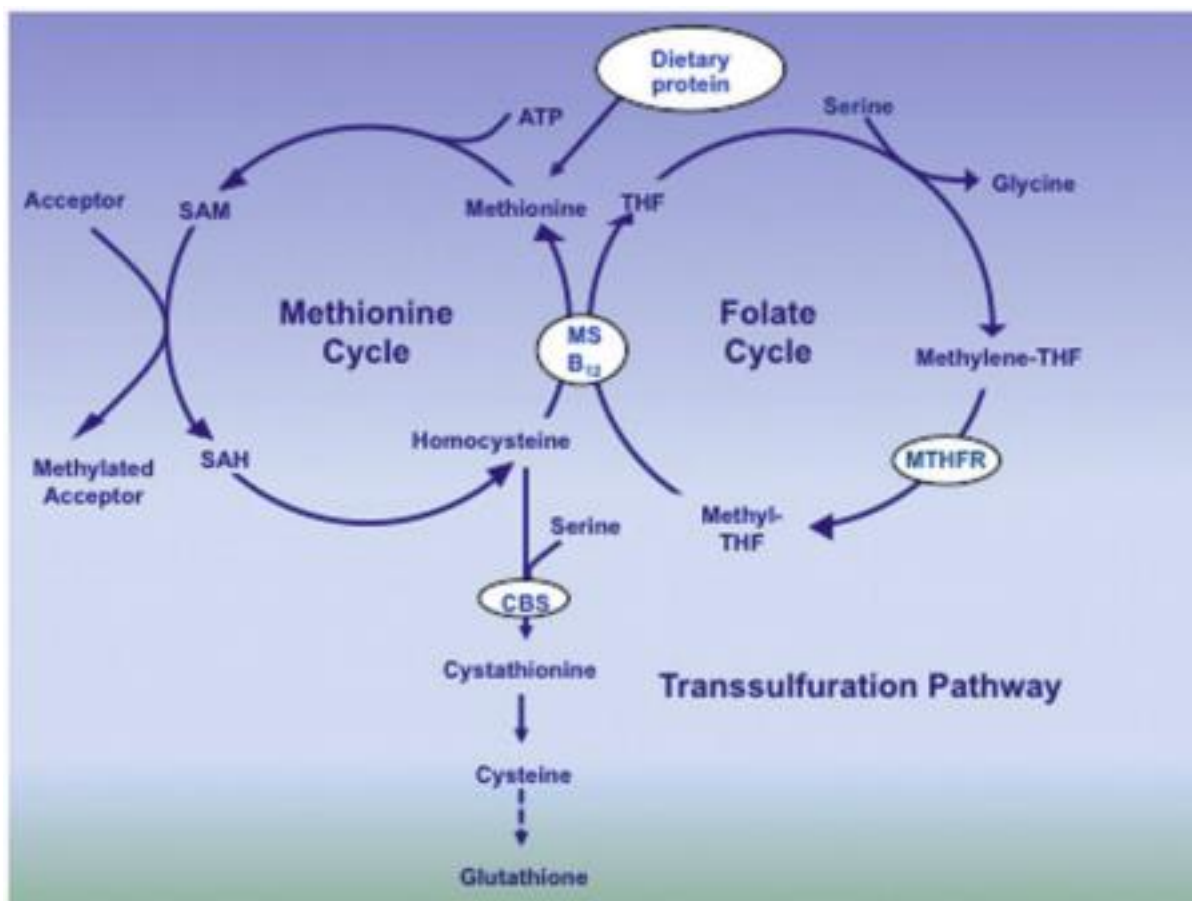 Dietary
protein
ATP
Serine
Acceptor
SAM
Methionine
THF
Glycine
Methionine
Cycle
MS
B₁₂
Folate
Cycle
Methylene-THF
Homocysteine
MTHFR
Methylated
Acceptor
SAH
Methyl-
THF
Serine
CBS
Cystathionine
Transsulfuration Pathway
Cysteine
Glutathione